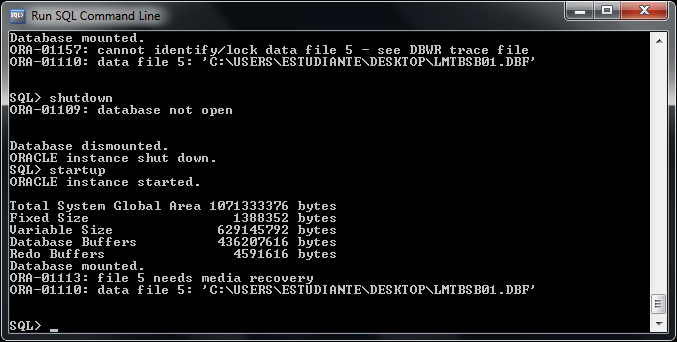 Run SQL Command Line
Database mounted.
ORA-01157: cannot identify/lock data file 5 - see DBWR trace file
ORA-01110: data file 5: 'C:\USERS\ESTUDIANTE\DESKTOP\LMTBSB01.DBF'
SQL> shutdown
ORA-01109: database not open
Database dismounted.
ORACLE instance shut down.
SQL> startup
ORACLE instance started.
Total System Global Area 1071333376 bytes
Fixed Size                  1388352 bytes
Variable Size             629145792 bytes
Database Buffers          436207616 bytes
Redo Buffers                4591616 bytes
Database mounted.
ORA-01113: file 5 needs media recovery
ORA-01110: data file 5: 'C:\USERS\ESTUDIANTE\DESKTOP\LMTBSB01.DBF'
SQL> _